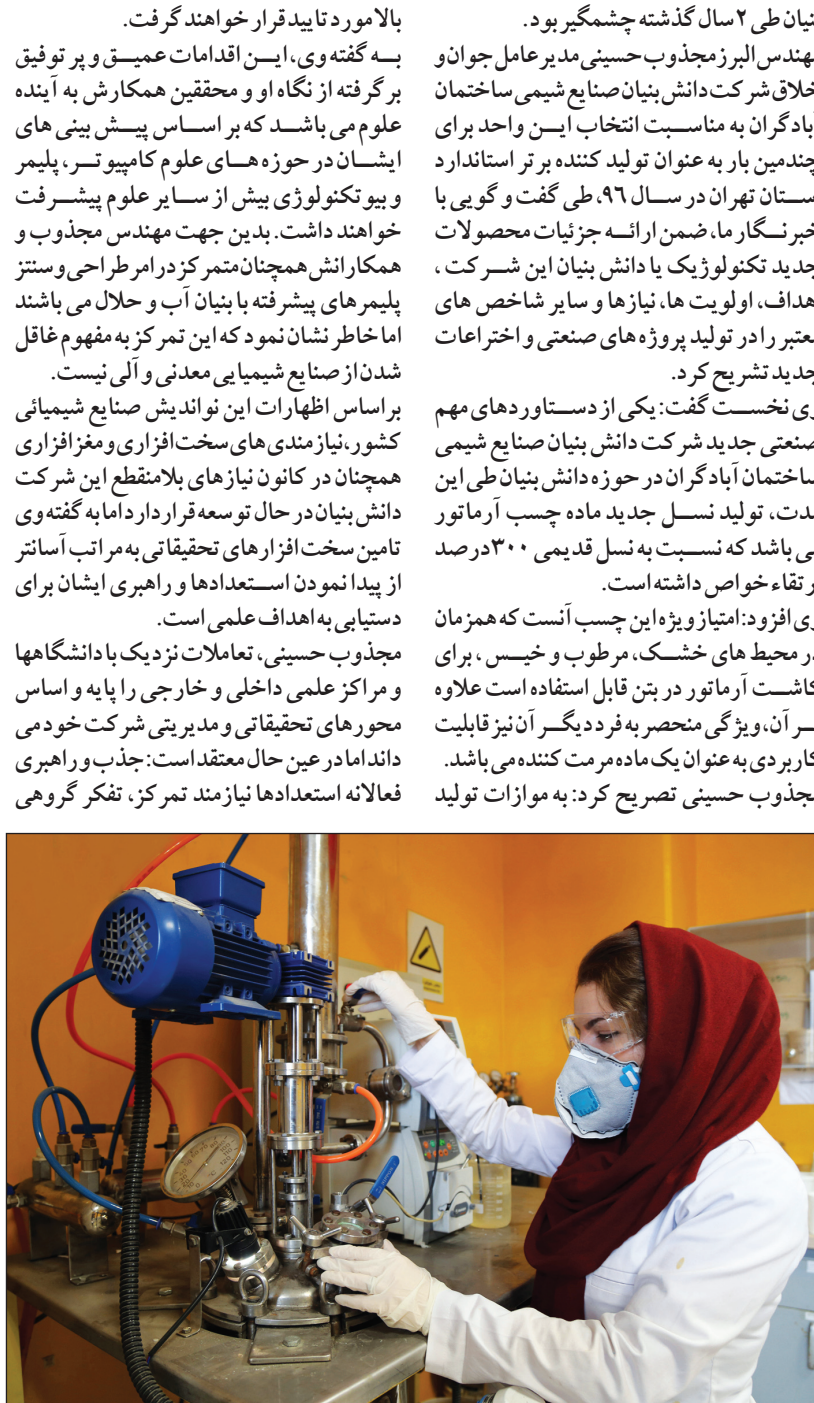 بنیان طی ۲ سال گذشته چشمگیر بود.
مهندس البرز مجذوب حسینی مدیر عامل جوان و
خلاق شرکت دانش بنیان صنایع شیمی ساختمان
آبادگران به مناسبت انتخاب این واحد برای
چندمین بار به عنوان تولید کننده برتر استاندارد
استان تهران در سال ۹۶، طی گفت و گویی با
خبرنگار ما، ضمن ارائه جزئیات محصولات
جدید تکنولوژیک یا دانش بنیان این شرکت ،
اهداف، اولویت ها، نیازها و سایر شاخص های
معتبر را در تولید پروژه های صنعتی و اختراعات
جدید تشریح کرد.
وی نخست گفت: یکی از دستاوردهای مهم
صنعتی جدید شرکت دانش بنیان صنایع شیمی
ساختمان آبادگران در حوزه دانش بنیان طی این
مدت، تولید نسل جدید ماده چسب آرماتور
می باشد که نسبت به نسل قدیمی ۳۰۰ درصد
ارتقاء خواص داشته است.
وی افزود: امتیاز ویژه این چسب آنست که همزمان
در محیط های خشک، مرطوب و خیس ، برای
کاشت آرماتور در بتن قابل استفاده است علاوه
بر آن، ویژگی منحصر به فرد دیگر آن نیز قابلیت
کاربردی به عنوان یک ماده مرمت کننده می باشد.
مجذوب حسینی تصریح کرد: به موازات تولید
بالا مورد تایید قرار خواهند گرفت.
به گفته وی، این اقدامات عمیق و پر توفیق
برگرفته از نگاه او و محققین همکارش به آینده
علوم می باشد که بر اساس پیش بینی های
ایشان در حوزه های علوم کامپیوتر، پلیمر
و بیوتکنولوژی بیش از سایر علوم پیشرفت
خواهند داشت. بدین جهت مهندس مجذوب و
همکارانش همچنان متمرکز در امر طراحی و سنتز
پلیمرهای پیشرفته با بنیان آب و حلال می باشند
اما خاطر نشان نمود که این تمرکز به مفهوم غاقل
شدن از صنایع شیمیایی معدنی و آلی نیست.
براساس اظهارات این نواندیش صنایع شیمیائی
کشور،نیازمندی های سخت افزاری و مغزافزاری
همچنان در کانون نیازهای بلامنقطع این شرکت
دانش بنیان در حال توسعه قرار دارد اما به گفته وی
تامین سخت افزارهای تحقیقاتی به مراتب آسانتر
از پیدا نمودن استعدادها و راهبری ایشان برای
دستیابی به اهداف علمی است.
مجذوب حسینی، تعاملات نزدیک با دانشگاهها
و مراکز علمی داخلی و خارجی را پایه و اساس
محورهای تحقیقاتی و مدیریتی شرکت خود می
داند اما در عین حال معتقد است: جذب و راهبری
فعالانه استعدادها نیازمند تمرکز، تفکر گروهی